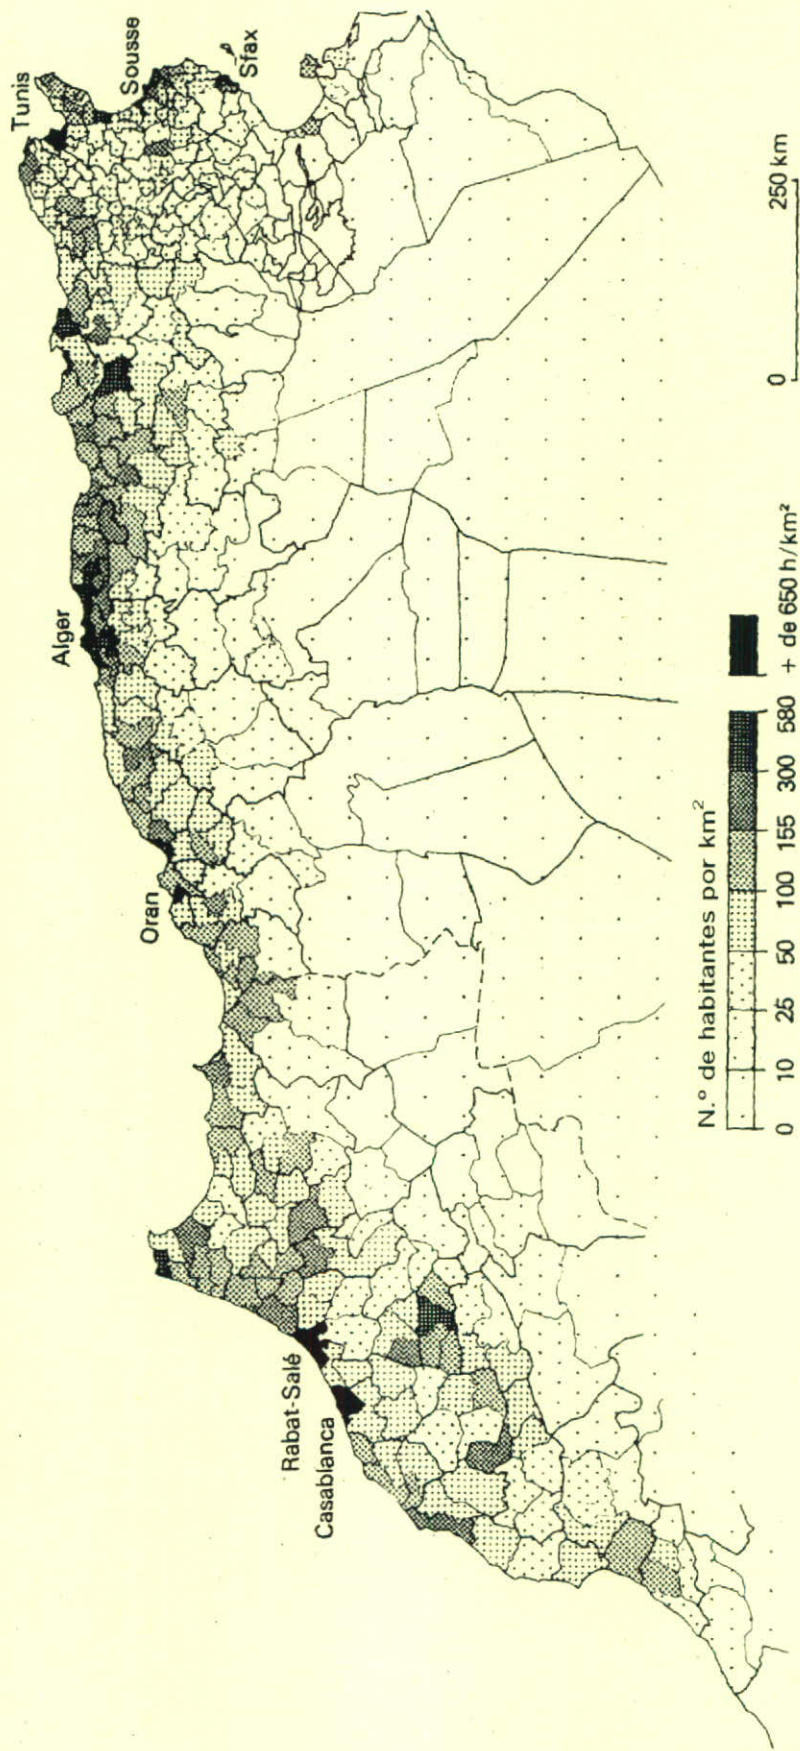 Tunis
Sousse
Sfax
Alger
Oran
Rabat-Salé
Casablanca
N.º de habitantes por km²
0 10 25 50 100 155 300 580 + de 650 h/km²
0 250 km